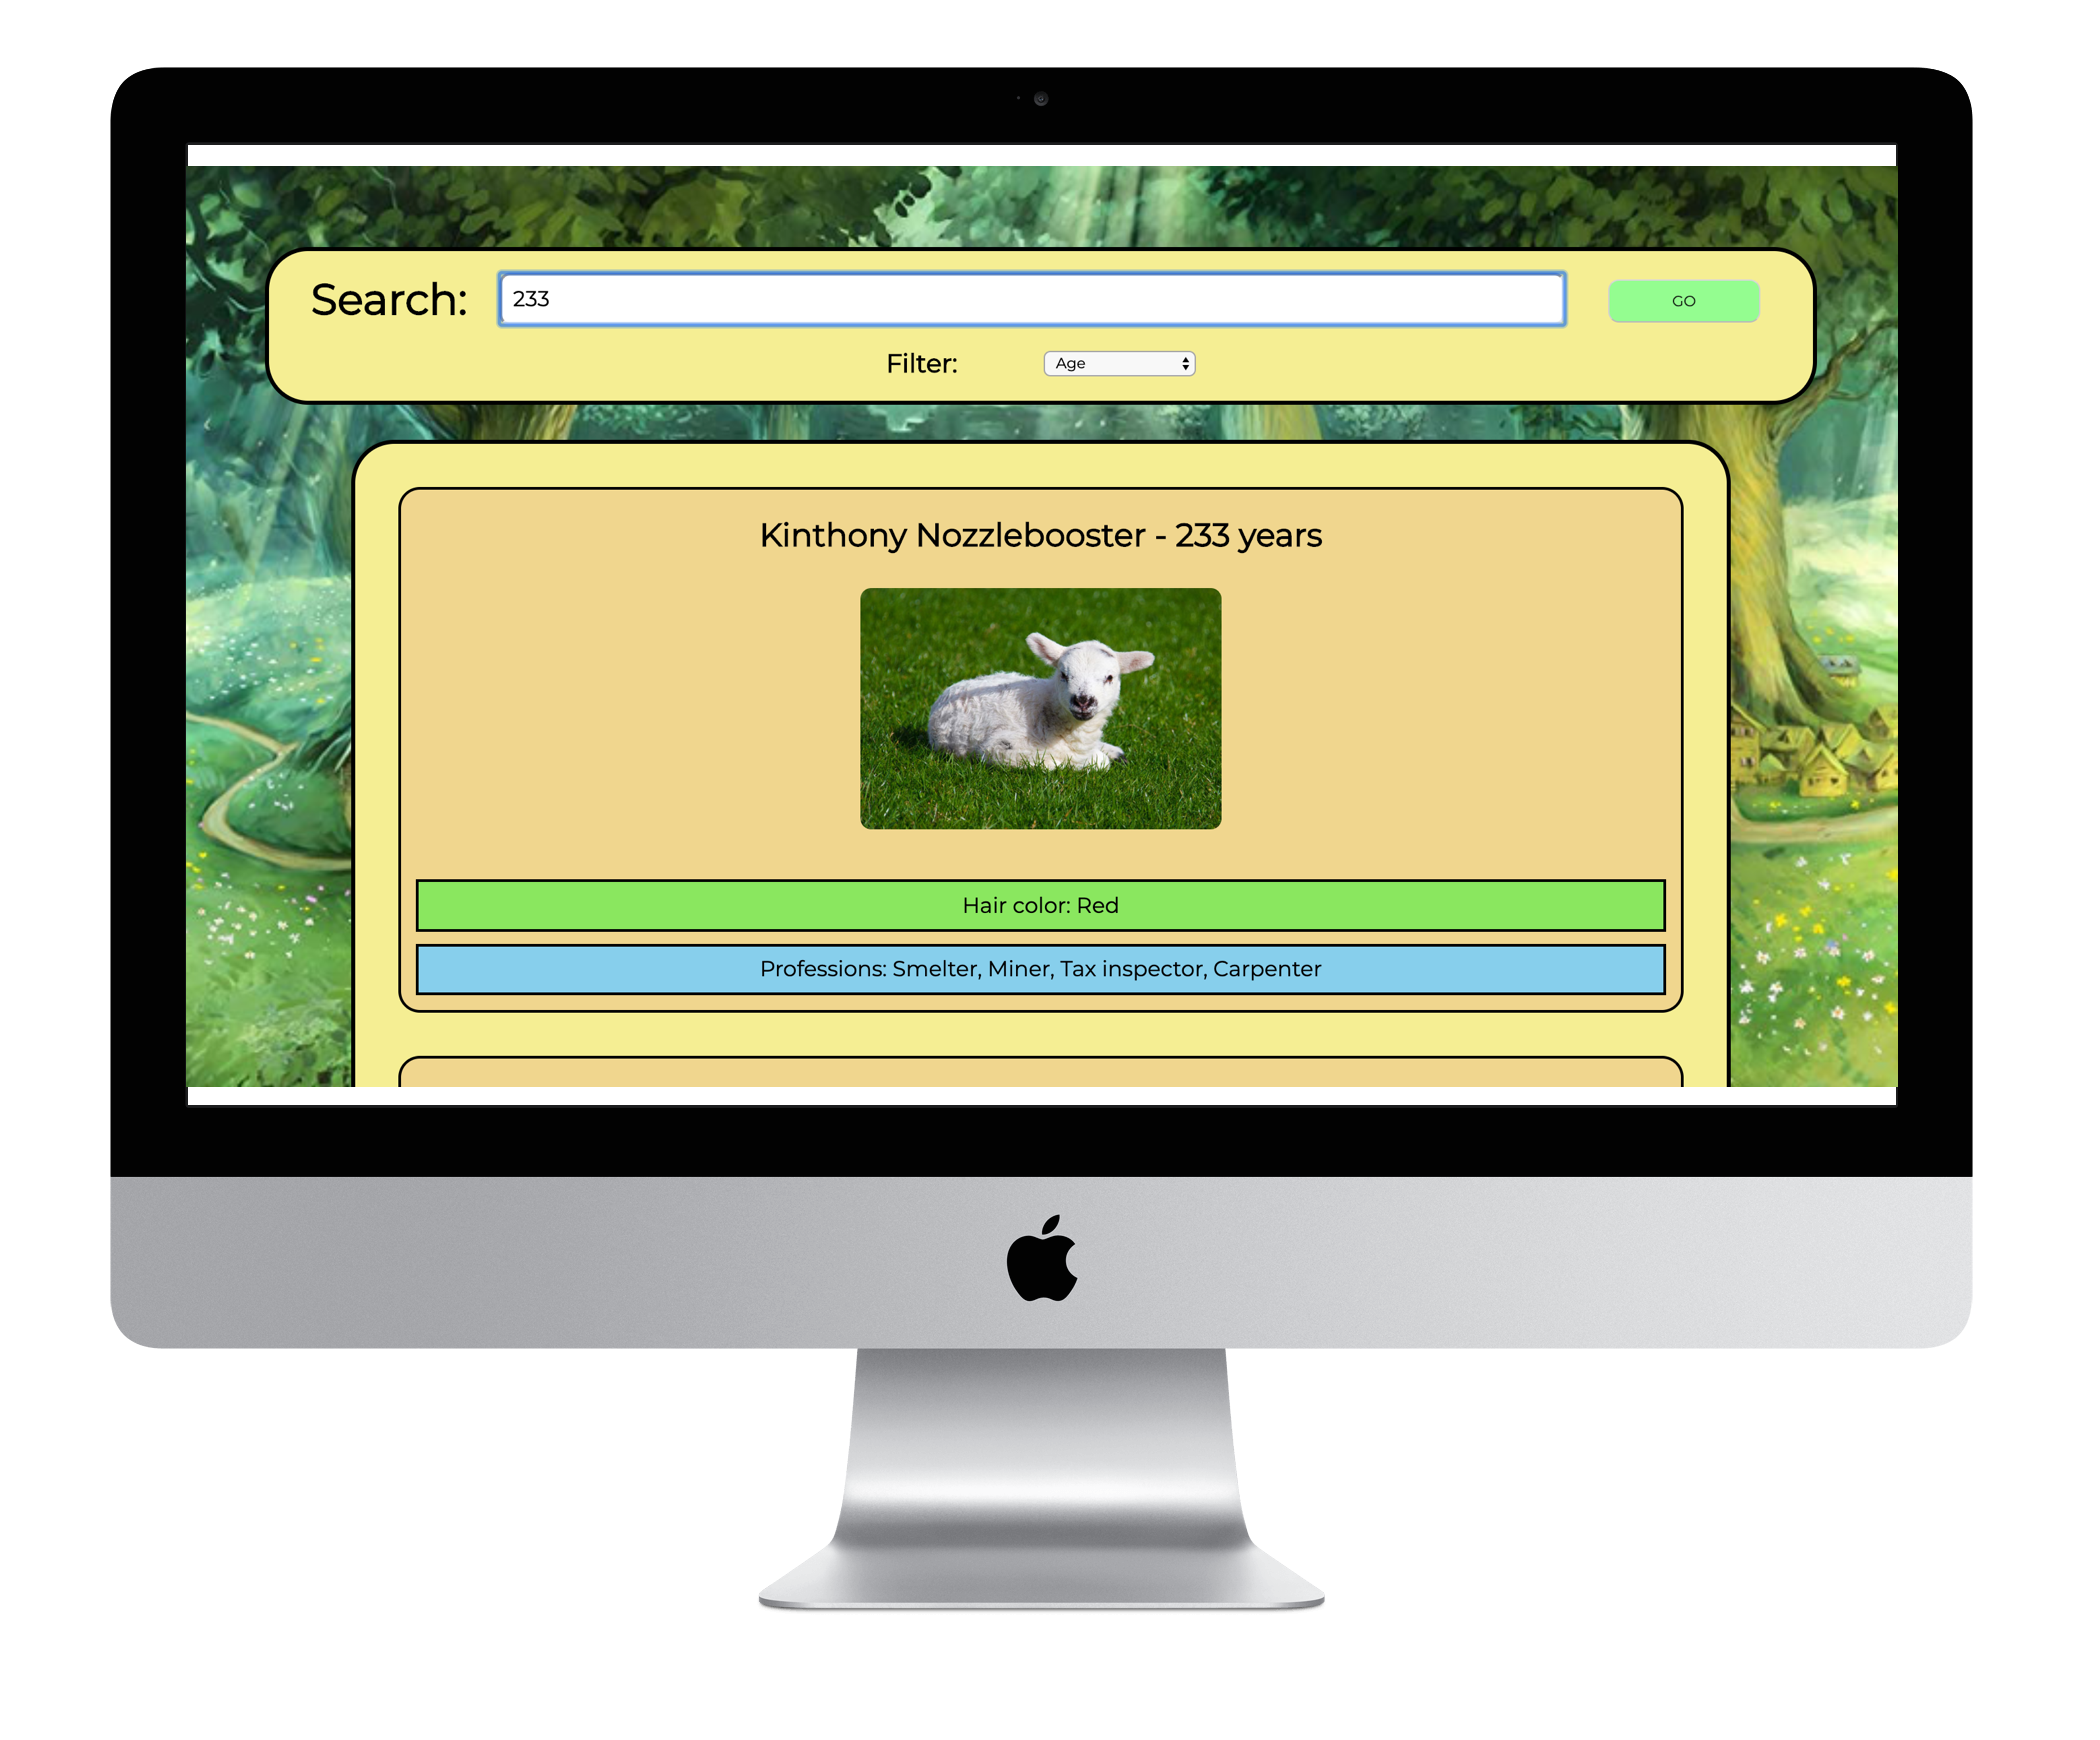 Search:
233
GO
Filter:
Age
Kinthony Nozzlebooster - 233 years
Hair color: Red
Professions: Smelter, Miner, Tax inspector, Carpenter